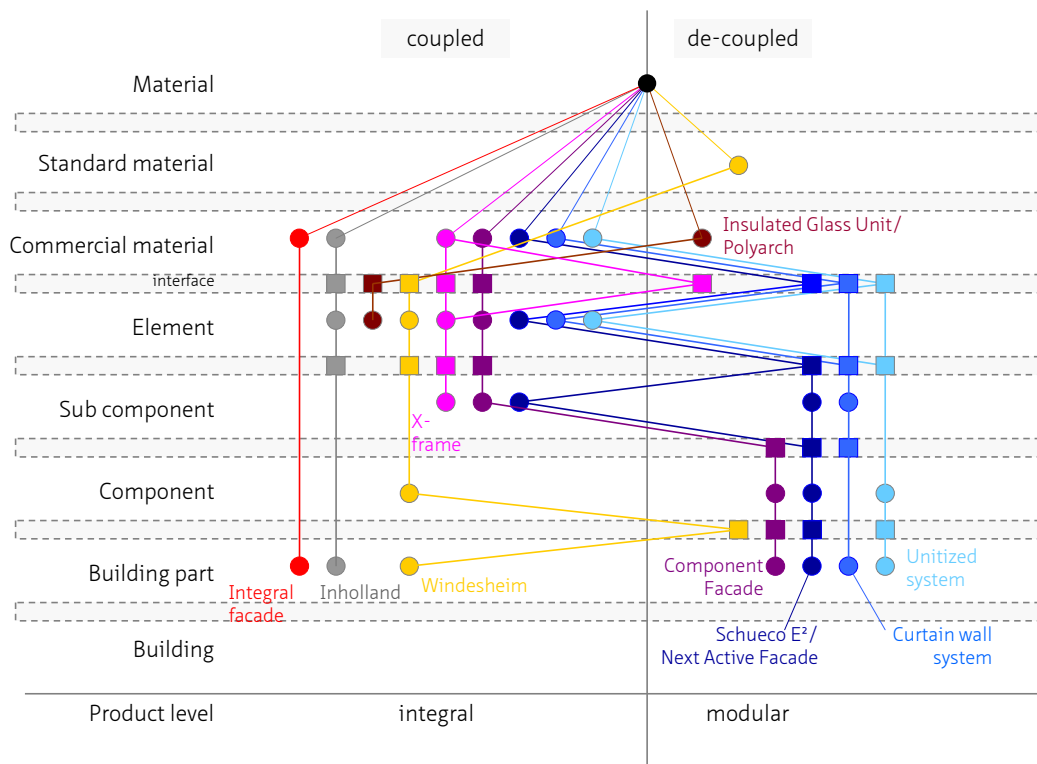 coupled
de-coupled
Material
Standard material
Insulated Glass Unit/
Polyarch
Commercial material
interface
Element
Sub component
X-
frame
Component
Building part
Integral
facade
Inholland
Windesheim
Component
Facade
Unitized
system
Schueco E²/
Next Active Facade
Curtain wall
system
Building
Product level
integral
modular